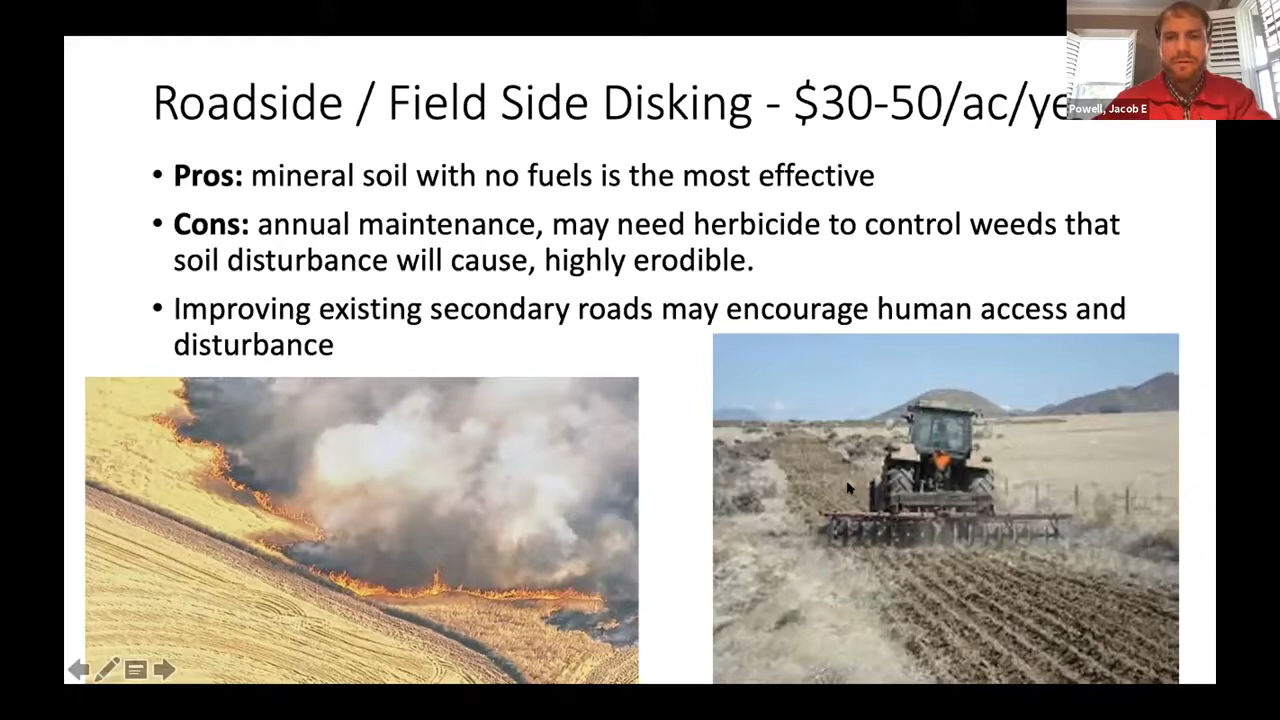 Roadside / Field Side Disking - $30-50/ac/ye
Powell, Jacob E
• Pros: mineral soil with no fuels is the most effective
• Cons: annual maintenance, may need herbicide to control weeds that
soil disturbance will cause, highly erodible.
• Improving existing secondary roads may encourage human access and
disturbance